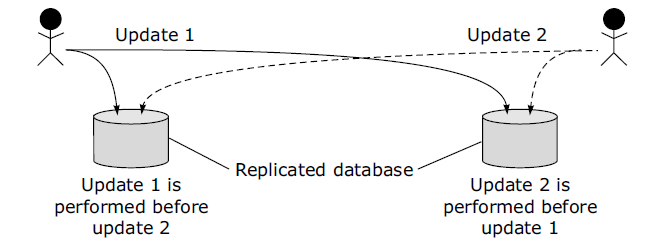 Update 1
Update 2
Replicated database
Update 1 is
performed before
update 2
Update 2 is
performed before
update 1